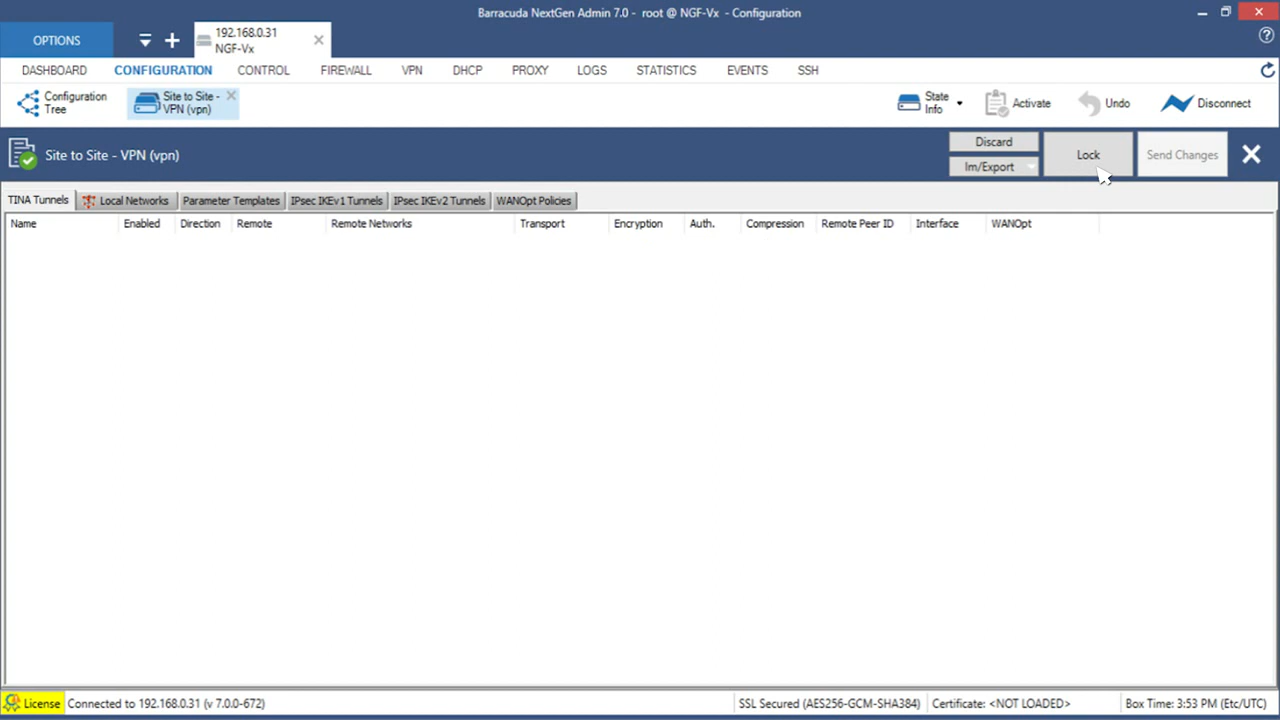 Barracuda NextGen Admin 7.0 - root @ NGF-Vx - Configuration
OPTIONS
192.168.0.31
NGF-Vx
DASHBOARD CONFIGURATION CONTROL FIREWALL VPN DHCP PROXY LOGS STATISTICS EVENTS SSH
Configuration
Tree
Site to Site -
VPN (vpn)
State
Info
Activate
Undo
Disconnect
Site to Site - VPN (vpn)
Discard
Im/Export
Lock
Send Changes
TINA Tunnels Local Networks Parameter Templates IPsec IKEv1 Tunnels IPsec IKEv2 Tunnels WANOpt Policies
Name Enabled Direction Remote Remote Networks Transport Encryption Auth. Compression Remote Peer ID Interface WANOpt
License Connected to 192.168.0.31 (v 7.0.0-672) SSL Secured (AES256-GCM-SHA384) Certificate: <NOT LOADED> Box Time: 3:53 PM (Etc/UTC)